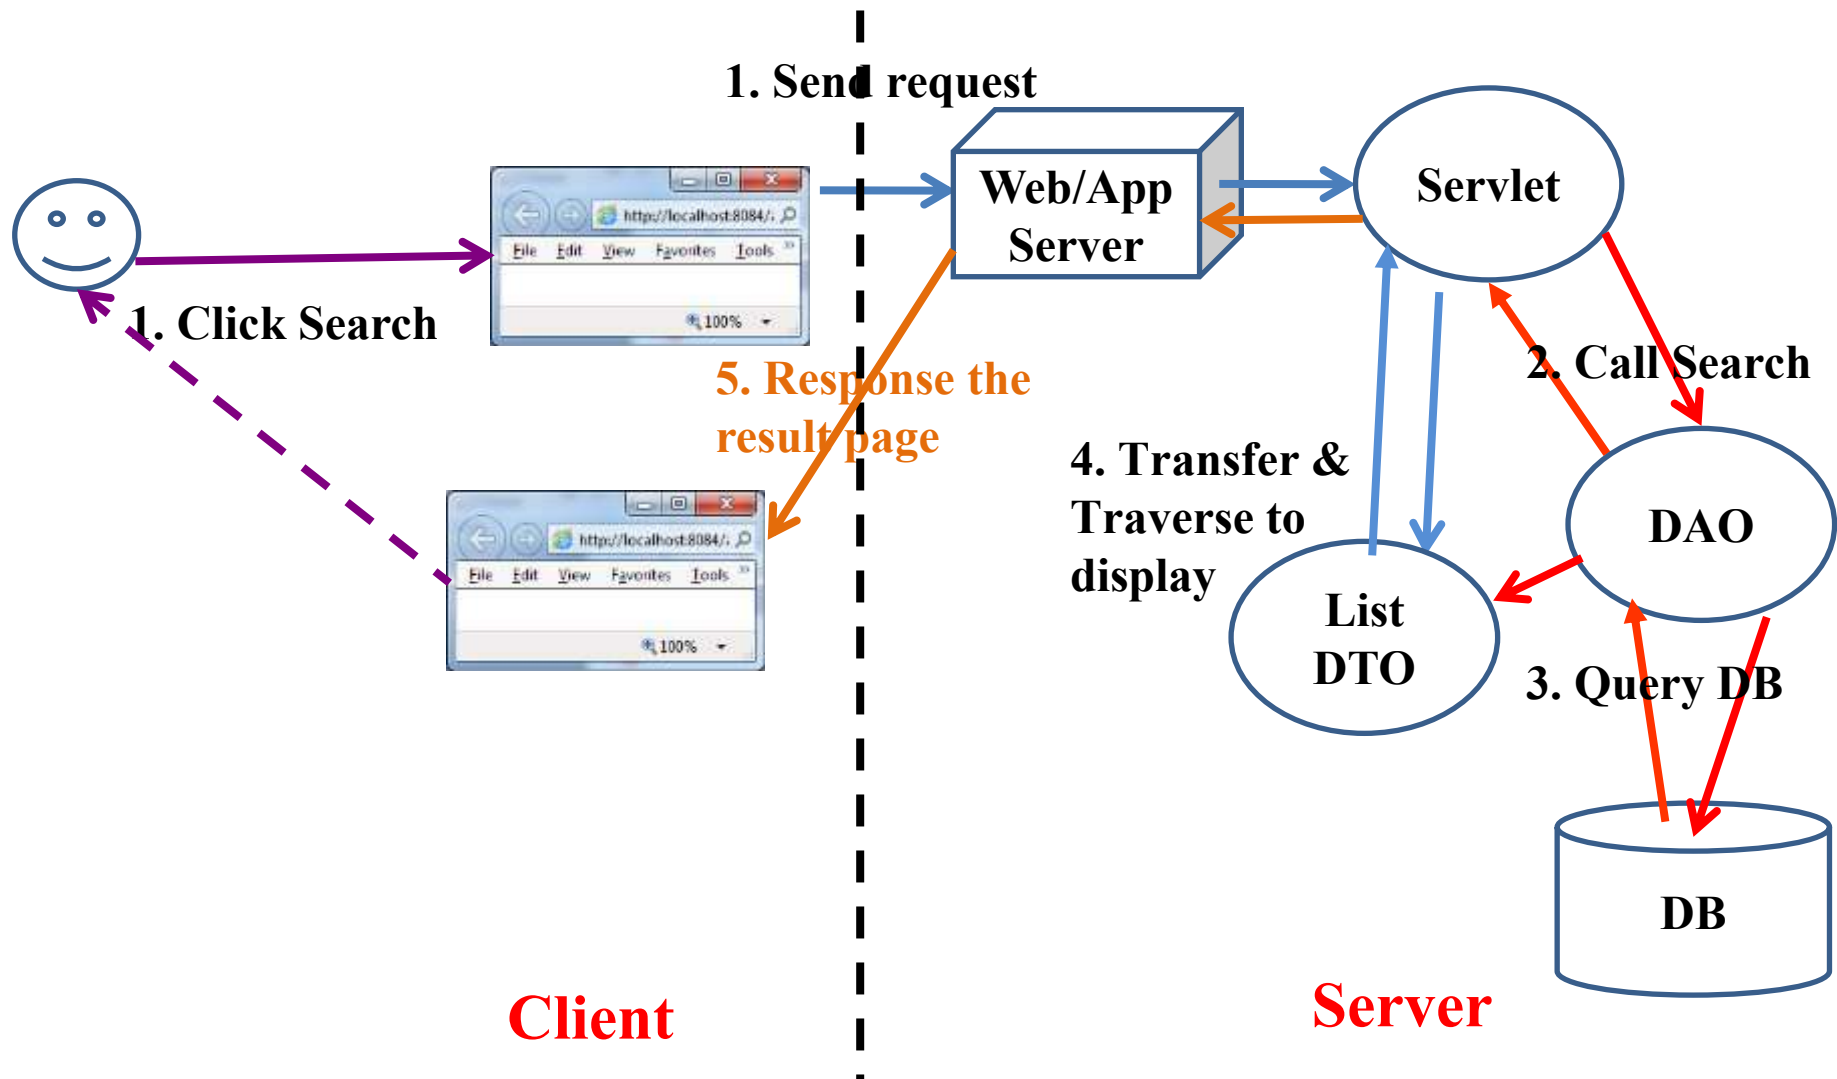 1. Send request
Web/App
Server
Servlet
http://localhost:8084/
File Edit View Favorites Tools »
100%
1. Click Search
2. Call Search
5. Response the
result page
4. Transfer &
Traverse to
display
DAO
http://localhost:8084/
File Edit View Favorites Tools »
100%
List
DTO
3. Query DB
DB
Client
Server